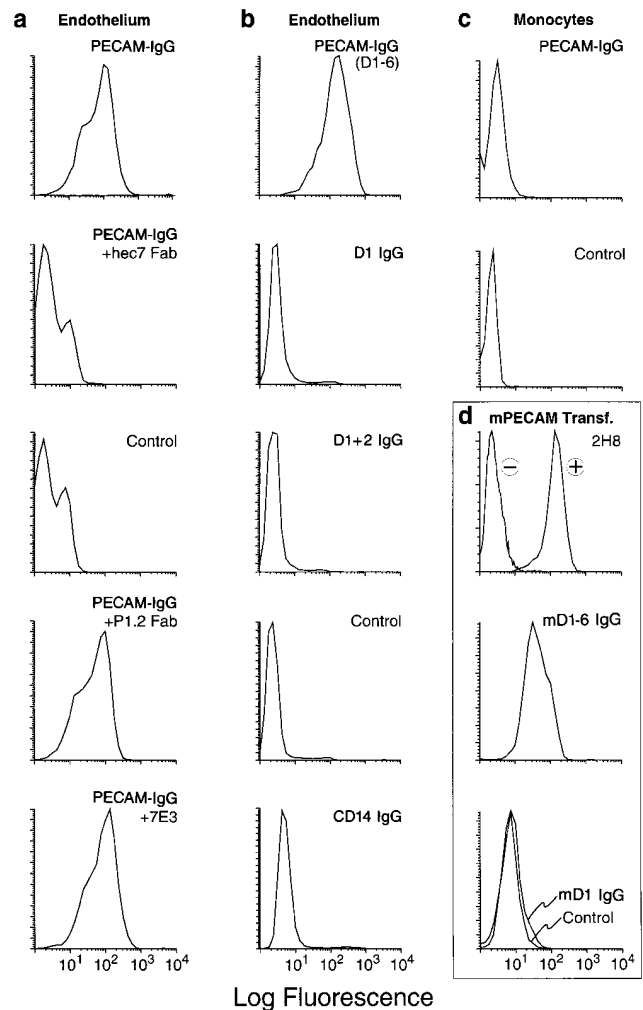 a Endothelium
PECAM-IgG
PECAM-IgG
+hec7 Fab
Control
PECAM-IgG
+P1.2 Fab
PECAM-IgG
+7E3
10¹ 10² 10³ 10⁴
b Endothelium
PECAM-IgG
(D1-6)
D1 IgG
D1+2 IgG
Control
CD14 IgG
10¹ 10² 10³ 10⁴
c Monocytes
PECAM-IgG
Control
d mPECAM Transf.
2H8
− +
mD1-6 IgG
mD1 IgG
Control
10¹ 10² 10³ 10⁴
Log Fluorescence